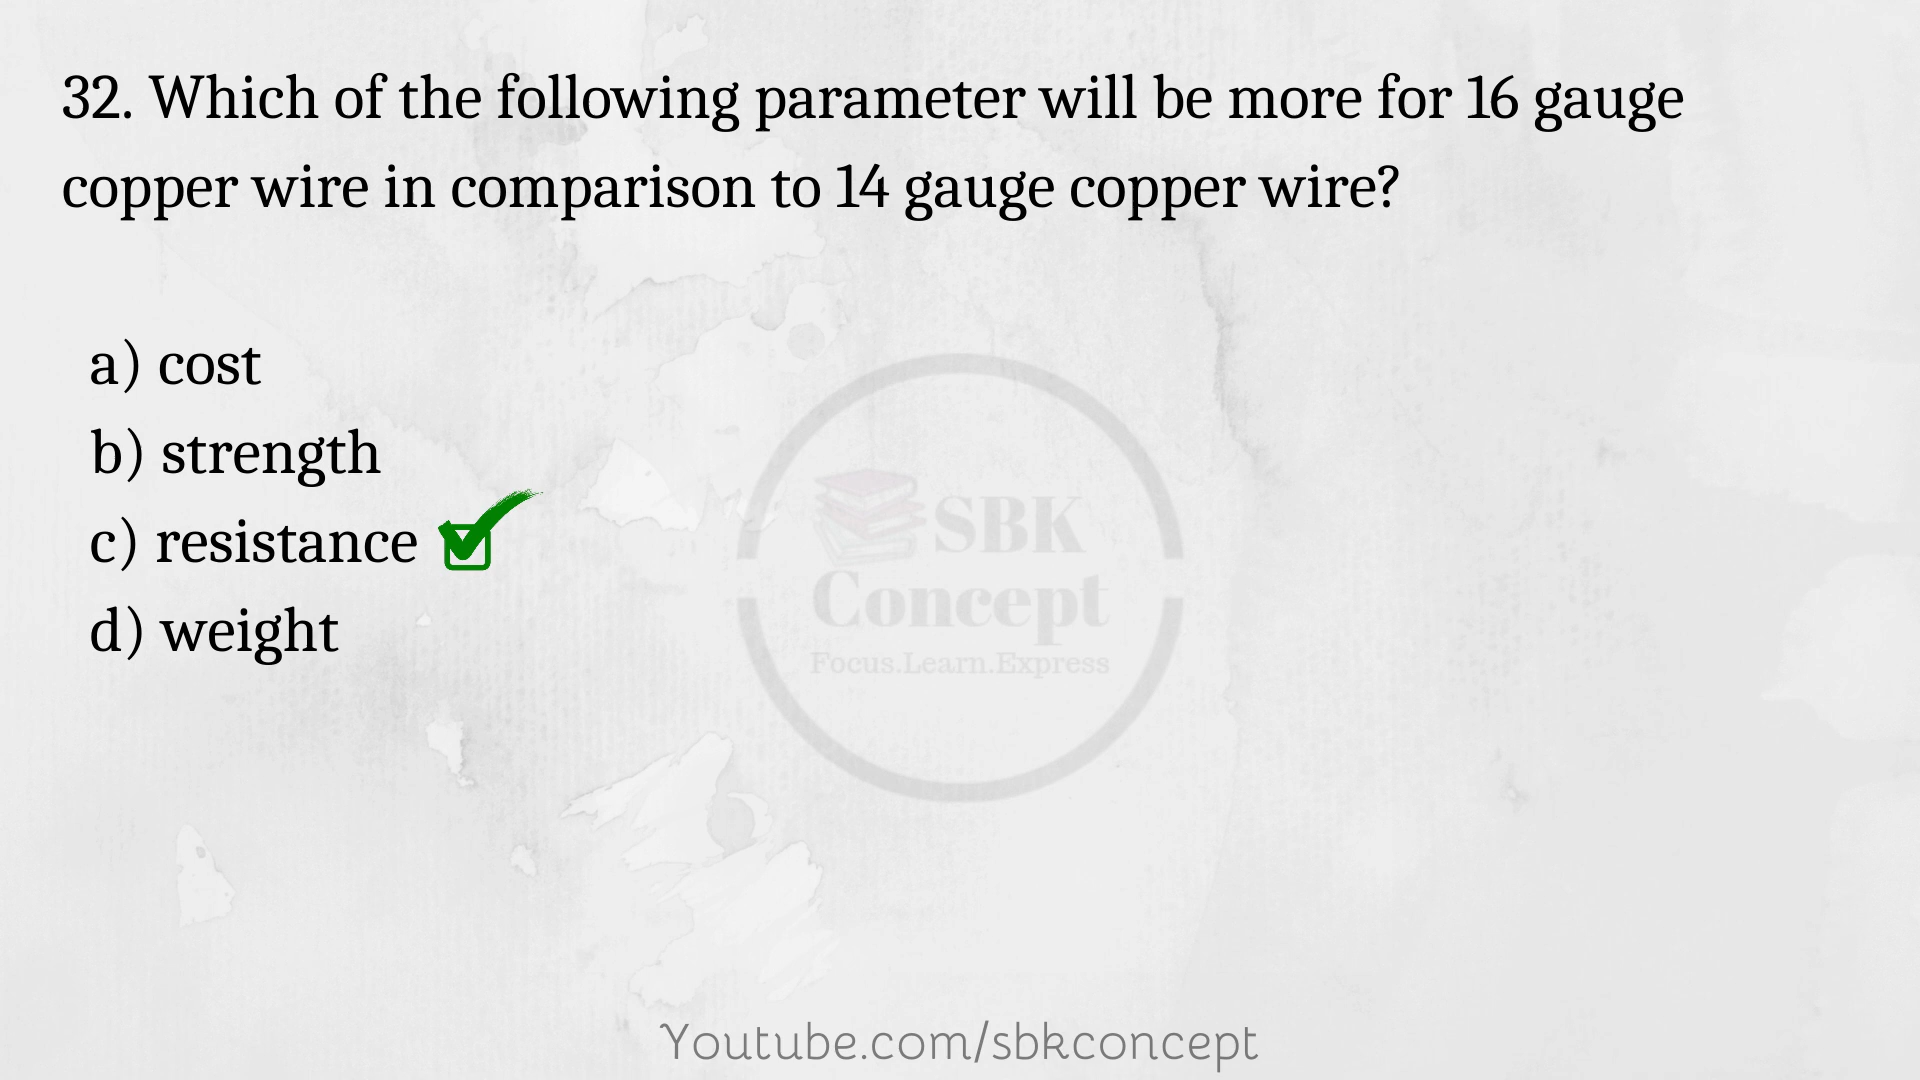 32. Which of the following parameter will be more for 16 gauge
copper wire in comparison to 14 gauge copper wire?
a) cost
b) strength
c) resistance
d) weight
SBK
Concept
Focus.Learn.Express
Youtube.com/sbkconcept